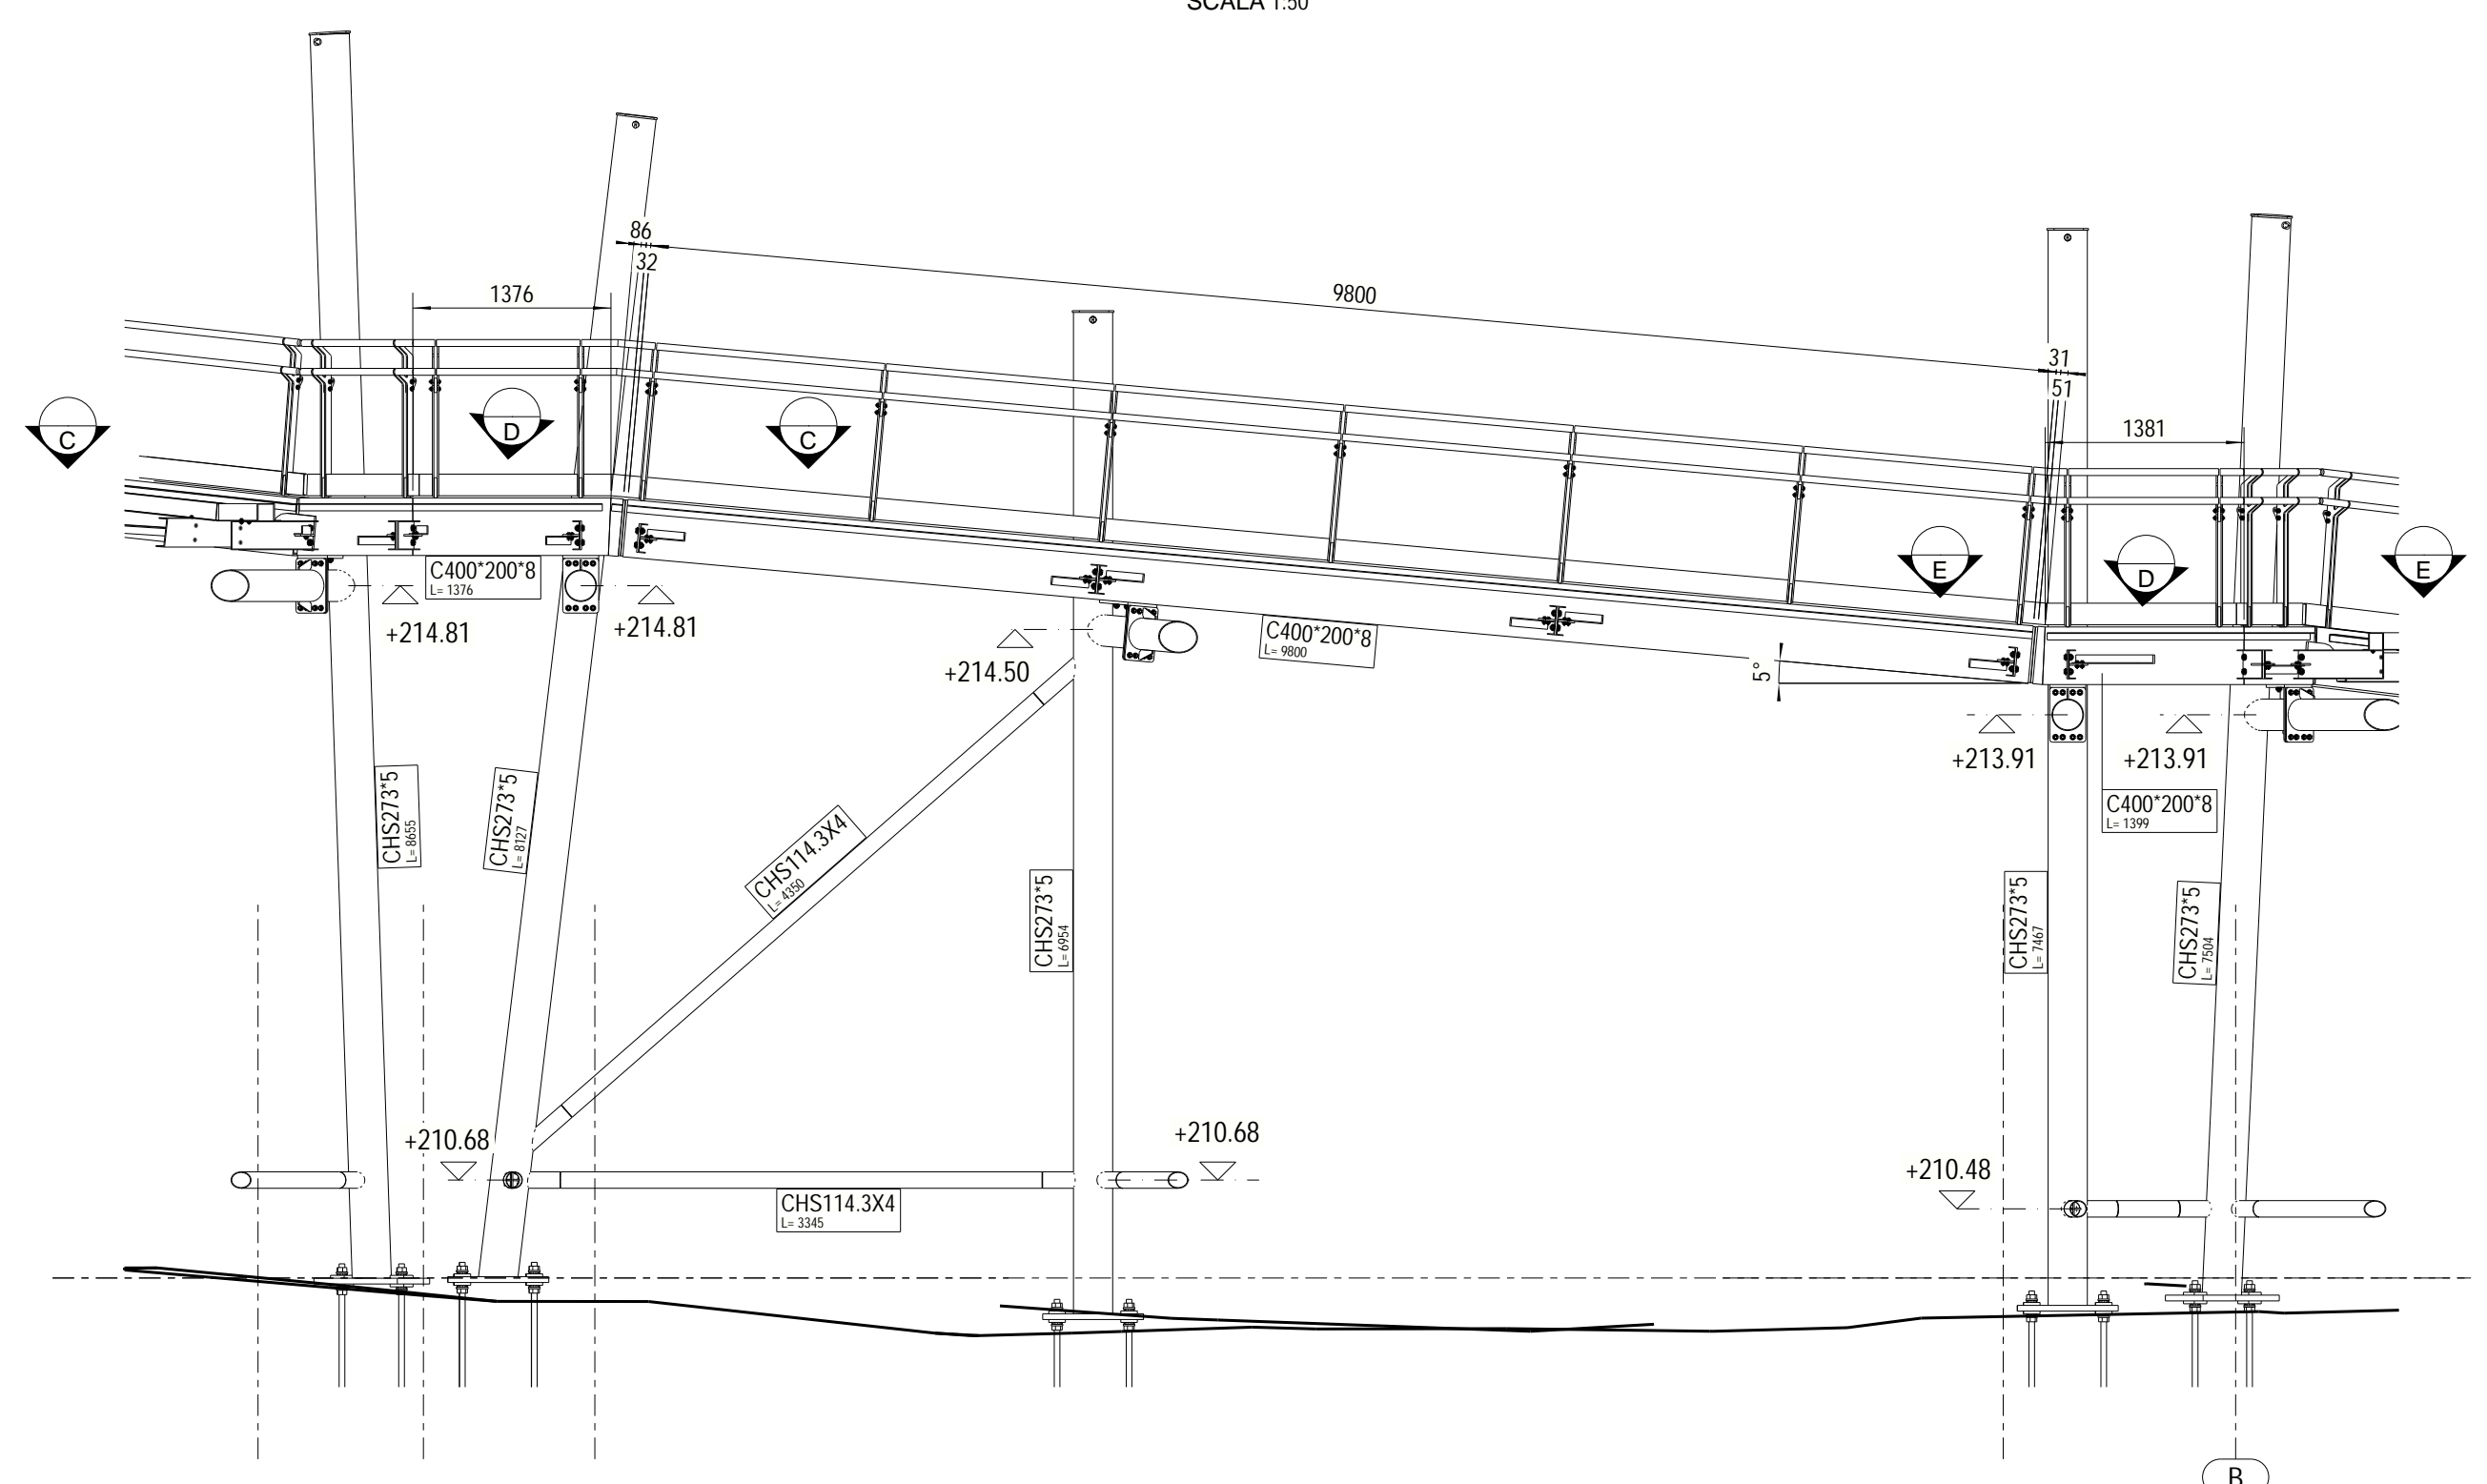 SCALA 1:50
86
32
1376
9800
31
51
1381
C
D
C
E
D
E
C400*200*8
L= 1376
+214.81
+214.81
+214.50
C400*200*8
L= 9800
5°
+213.91
+213.91
C400*200*8
L= 1399
CHS273*5
L= 8655
CHS273*5
L= 8127
CHS114.3X4
L= 4350
CHS273*5
L= 6954
CHS273*5
L= 7467
CHS273*5
L= 7504
+210.68
+210.68
+210.48
CHS114.3X4
L= 3345
B